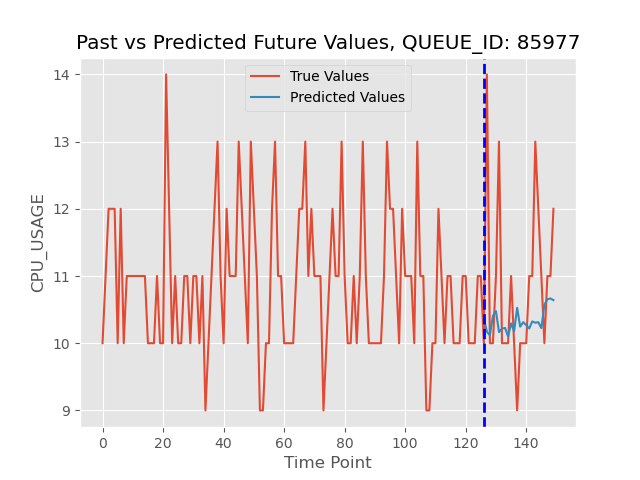 Past vs Predicted Future Values, QUEUE_ID: 85977
True Values
Predicted Values
14
13
12
11
10
9
CPU_USAGE
0 20 40 60 80 100 120 140
Time Point